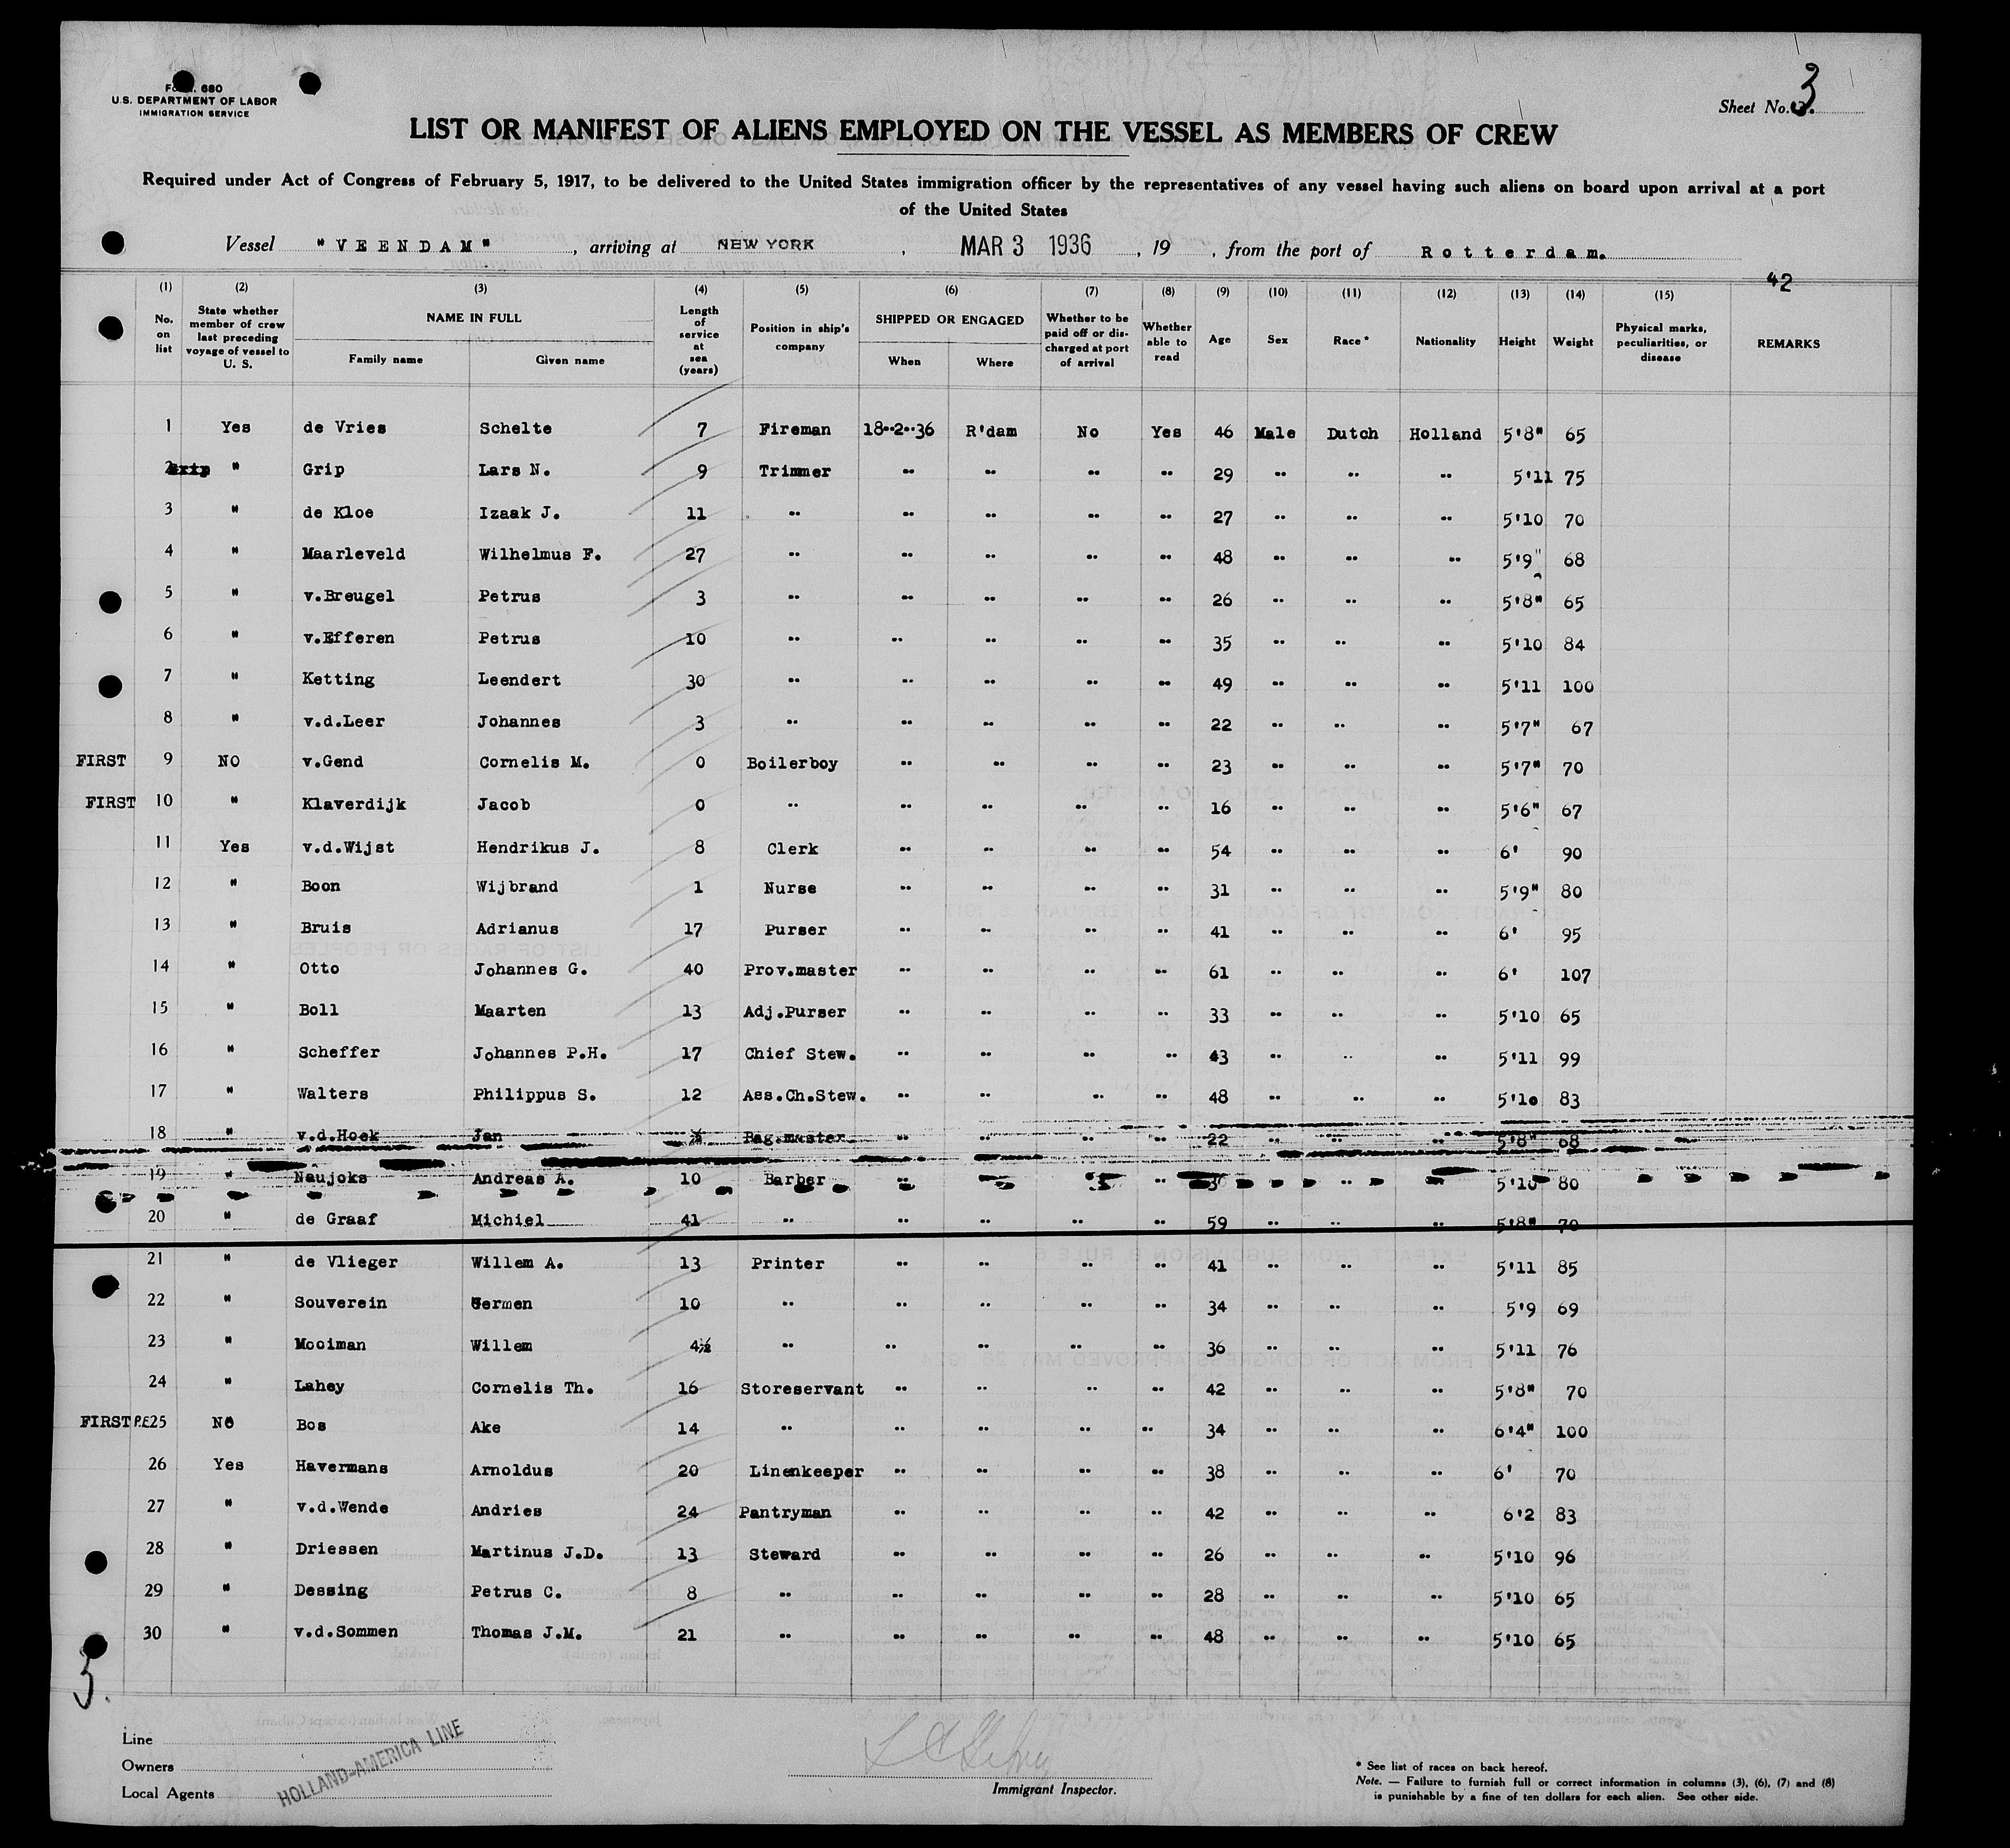 Form 680
U.S. DEPARTMENT OF LABOR
IMMIGRATION SERVICE
Sheet No. 3.
LIST OR MANIFEST OF ALIENS EMPLOYED ON THE VESSEL AS MEMBERS OF CREW
Required under Act of Congress of February 5, 1917, to be delivered to the United States immigration officer by the representatives of any vessel having such aliens on board upon arrival at a port
of the United States
Vessel "VEENDAM", arriving at NEW YORK, MAR 3 1936, 19 , from the port of Rotterdam.
42
(1) No. on list (2) State whether member of crew last preceding voyage of vessel to U. S. (3) NAME IN FULL Family name Given name (4) Length of service at sea (years) (5) Position in ship's company (6) SHIPPED OR ENGAGED When Where (7) Whether to be paid off or discharged at port of arrival (8) Whether able to read (9) Age (10) Sex (11) Race* (12) Nationality (13) Height (14) Weight (15) Physical marks, peculiarities, or disease REMARKS
1 Yes de Vries Schelte 7 Fireman 18-2-36 R'dam No Yes 46 Male Dutch Holland 5'8" 65
2 " Grip Lars N. 9 Trimmer " " " " 29 " " " 5'11 75
3 " de Kloe Izaak J. 11 " " " " " 27 " " " 5'10 70
4 " Maarleveld Wilhelmus F. 27 " " " " " 48 " " " 5'9" 68
5 " v.Breugel Petrus 3 " " " " " 26 " " " 5'8" 65
6 " v.Efferen Petrus 10 " " " " " 35 " " " 5'10 84
7 " Ketting Leendert 30 " " " " " 49 " " " 5'11 100
8 " v.d.Leer Johannes 3 " " " " " 22 " " " 5'7" 67
FIRST 9 NO v.Gend Cornelis M. 0 Boilerboy " " " " 23 " " " 5'7" 70
FIRST 10 " Klaverdijk Jacob 0 " " " " " 16 " " " 5'6" 67
11 Yes v.d.Wijst Hendrikus J. 8 Clerk " " " " 54 " " " 6' 90
12 " Boon Wijbrand 1 Nurse " " " " 31 " " " 5'9" 80
13 " Bruis Adrianus 17 Purser " " " " 41 " " " 6' 95
14 " Otto Johannes G. 40 Prov.master " " " " 61 " " " 6' 107
15 " Boll Maarten 13 Adj.Purser " " " " 33 " " " 5'10 65
16 " Scheffer Johannes P.H. 17 Chief Stew. " " " " 43 " " " 5'11 99
17 " Walters Philippus S. 12 Ass.Ch.Stew. " " " " 48 " " " 5'10 83
18 " v.d.Hoek Jan ½ Bag.master " " " " 22 " " " 5'8" 68
19 " Naujoks Andreas A. 10 Barber " " " " " " " 5'10 80
20 " de Graaf Michiel 41 " " " " " 59 " " " 5'8" 70
21 " de Vlieger Willem A. 13 Printer " " " " 41 " " " 5'11 85
22 " Souverein Germen 10 " " " " " 34 " " " 5'9 69
23 " Mooiman Willem 4½ " " " " " 36 " " " 5'11 76
24 " Lahey Cornelis Th. 16 Storeservant " " " " 42 " " " 5'8" 70
FIRST P.E. 25 NO Bos Ake 14 " " " " " 34 " " " 6'4" 100
26 Yes Havermans Arnoldus 20 Linenkeeper " " " " 38 " " " 6' 70
27 " v.d.Wende Andries 24 Pantryman " " " " 42 " " " 6'2 83
28 " Driessen Martinus J.D. 13 Steward " " " " 26 " " " 5'10 96
29 " Dessing Petrus C. 8 " " " " " 28 " " " 5'10 65
30 " v.d.Sommen Thomas J.M. 21 " " " " " 48 " " " 5'10 65
Line
Owners
Local Agents
HOLLAND-AMERICA LINE
Immigrant Inspector.
* See list of races on back hereof.
Note. — Failure to furnish full or correct information in columns (3), (6), (7) and (8)
is punishable by a fine of ten dollars for each alien. See other side.